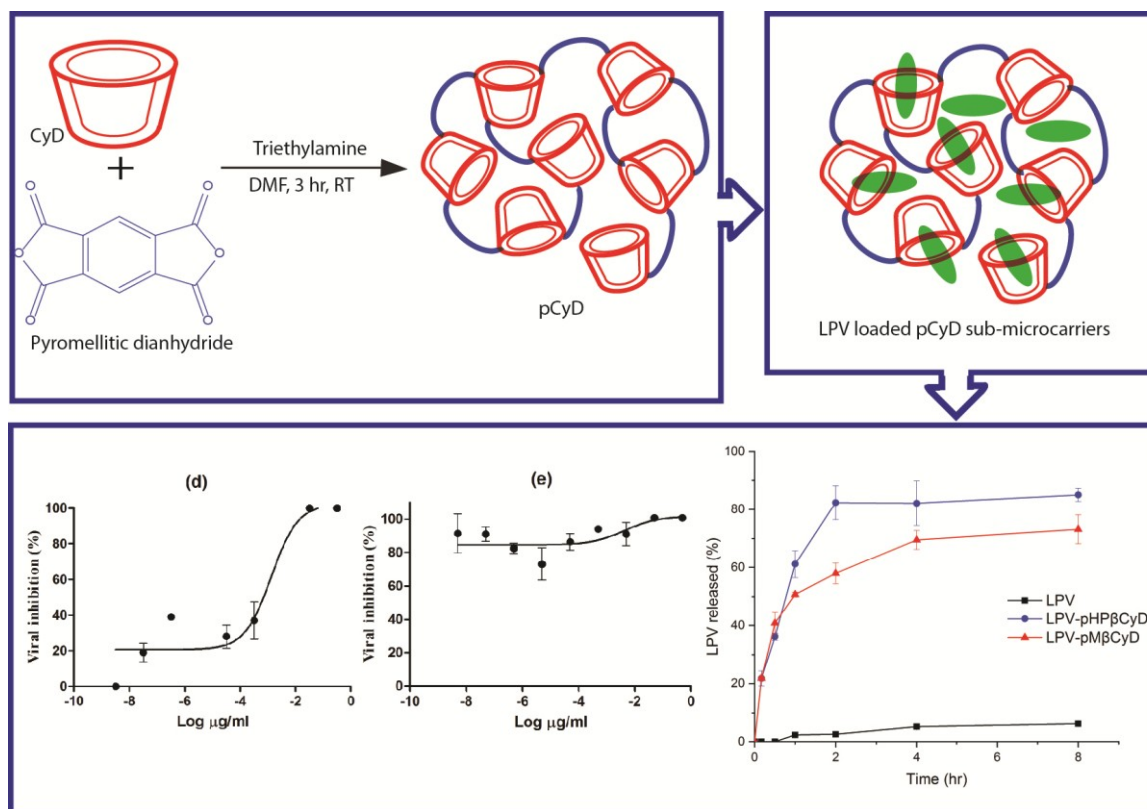 CyD
+
Triethylamine
DMF, 3 hr, RT
O
O
O
O
O
O
Pyromellitic dianhydride
pCyD
LPV loaded pCyD sub-microcarriers
(d)
Viral inhibition (%)
100
80
60
40
20
0
-10
-8
-6
-4
-2
0
Log µg/ml
(e)
Viral inhibition (%)
100
80
60
40
20
0
-10
-8
-6
-4
-2
0
Log µg/ml
LPV released (%)
100
80
60
40
20
0
0
2
4
6
8
Time (hr)
LPV
LPV-pHPβCyD
LPV-pMβCyD